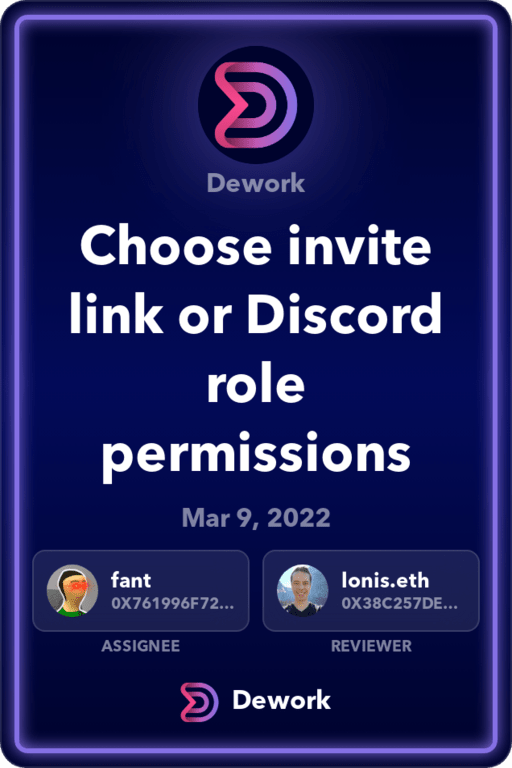 Dework
Choose invite
link or Discord
role
permissions
Mar 9, 2022
fant
0X761996F72...
ASSIGNEE
lonis.eth
0X38C257DE...
REVIEWER
Dework